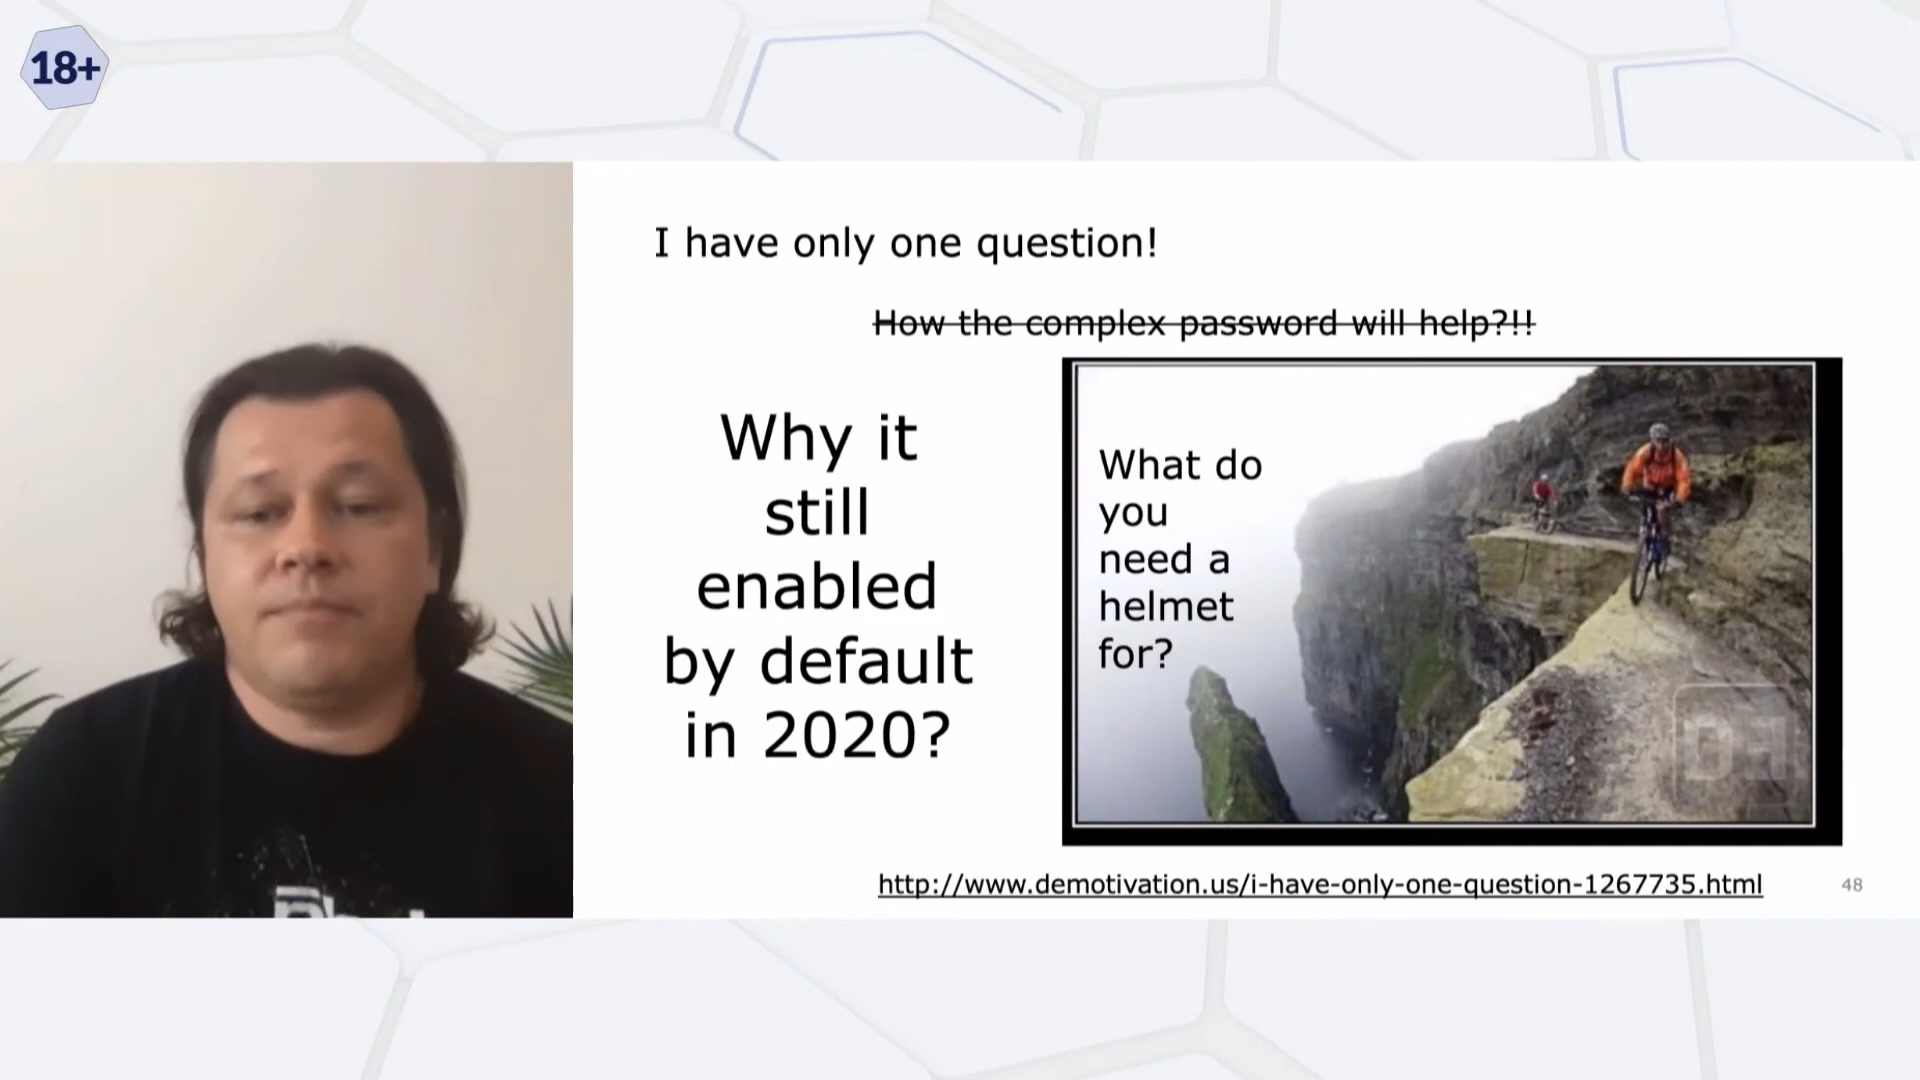 18+
I have only one question!
How the complex password will help?!!
Why it
still
enabled
by default
in 2020?
What do
you
need a
helmet
for?
http://www.demotivation.us/i-have-only-one-question-1267735.html
48